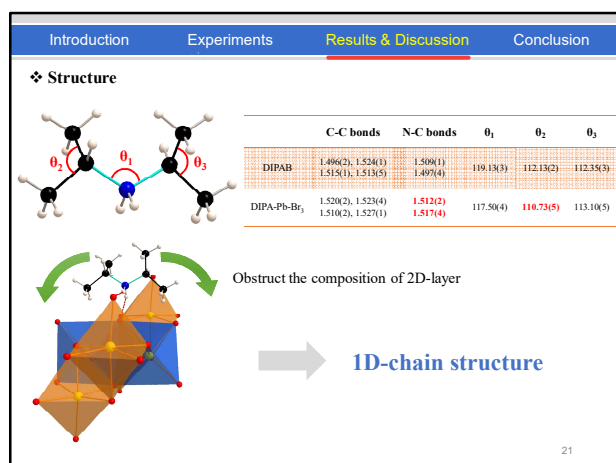 Introduction Experiments Results & Discussion Conclusion
❖ Structure
θ₂ θ₁ θ₃
C-C bonds N-C bonds θ₁ θ₂ θ₃
DIPAB 1.496(2), 1.524(1) 1.509(1) 119.13(3) 112.13(2) 112.35(3)
1.515(1), 1.513(5) 1.497(4)
DIPA-Pb-Br₃ 1.520(2), 1.523(4) 1.512(2) 117.50(4) 110.73(5) 113.10(5)
1.510(2), 1.527(1) 1.517(4)
Obstruct the composition of 2D-layer
1D-chain structure
21